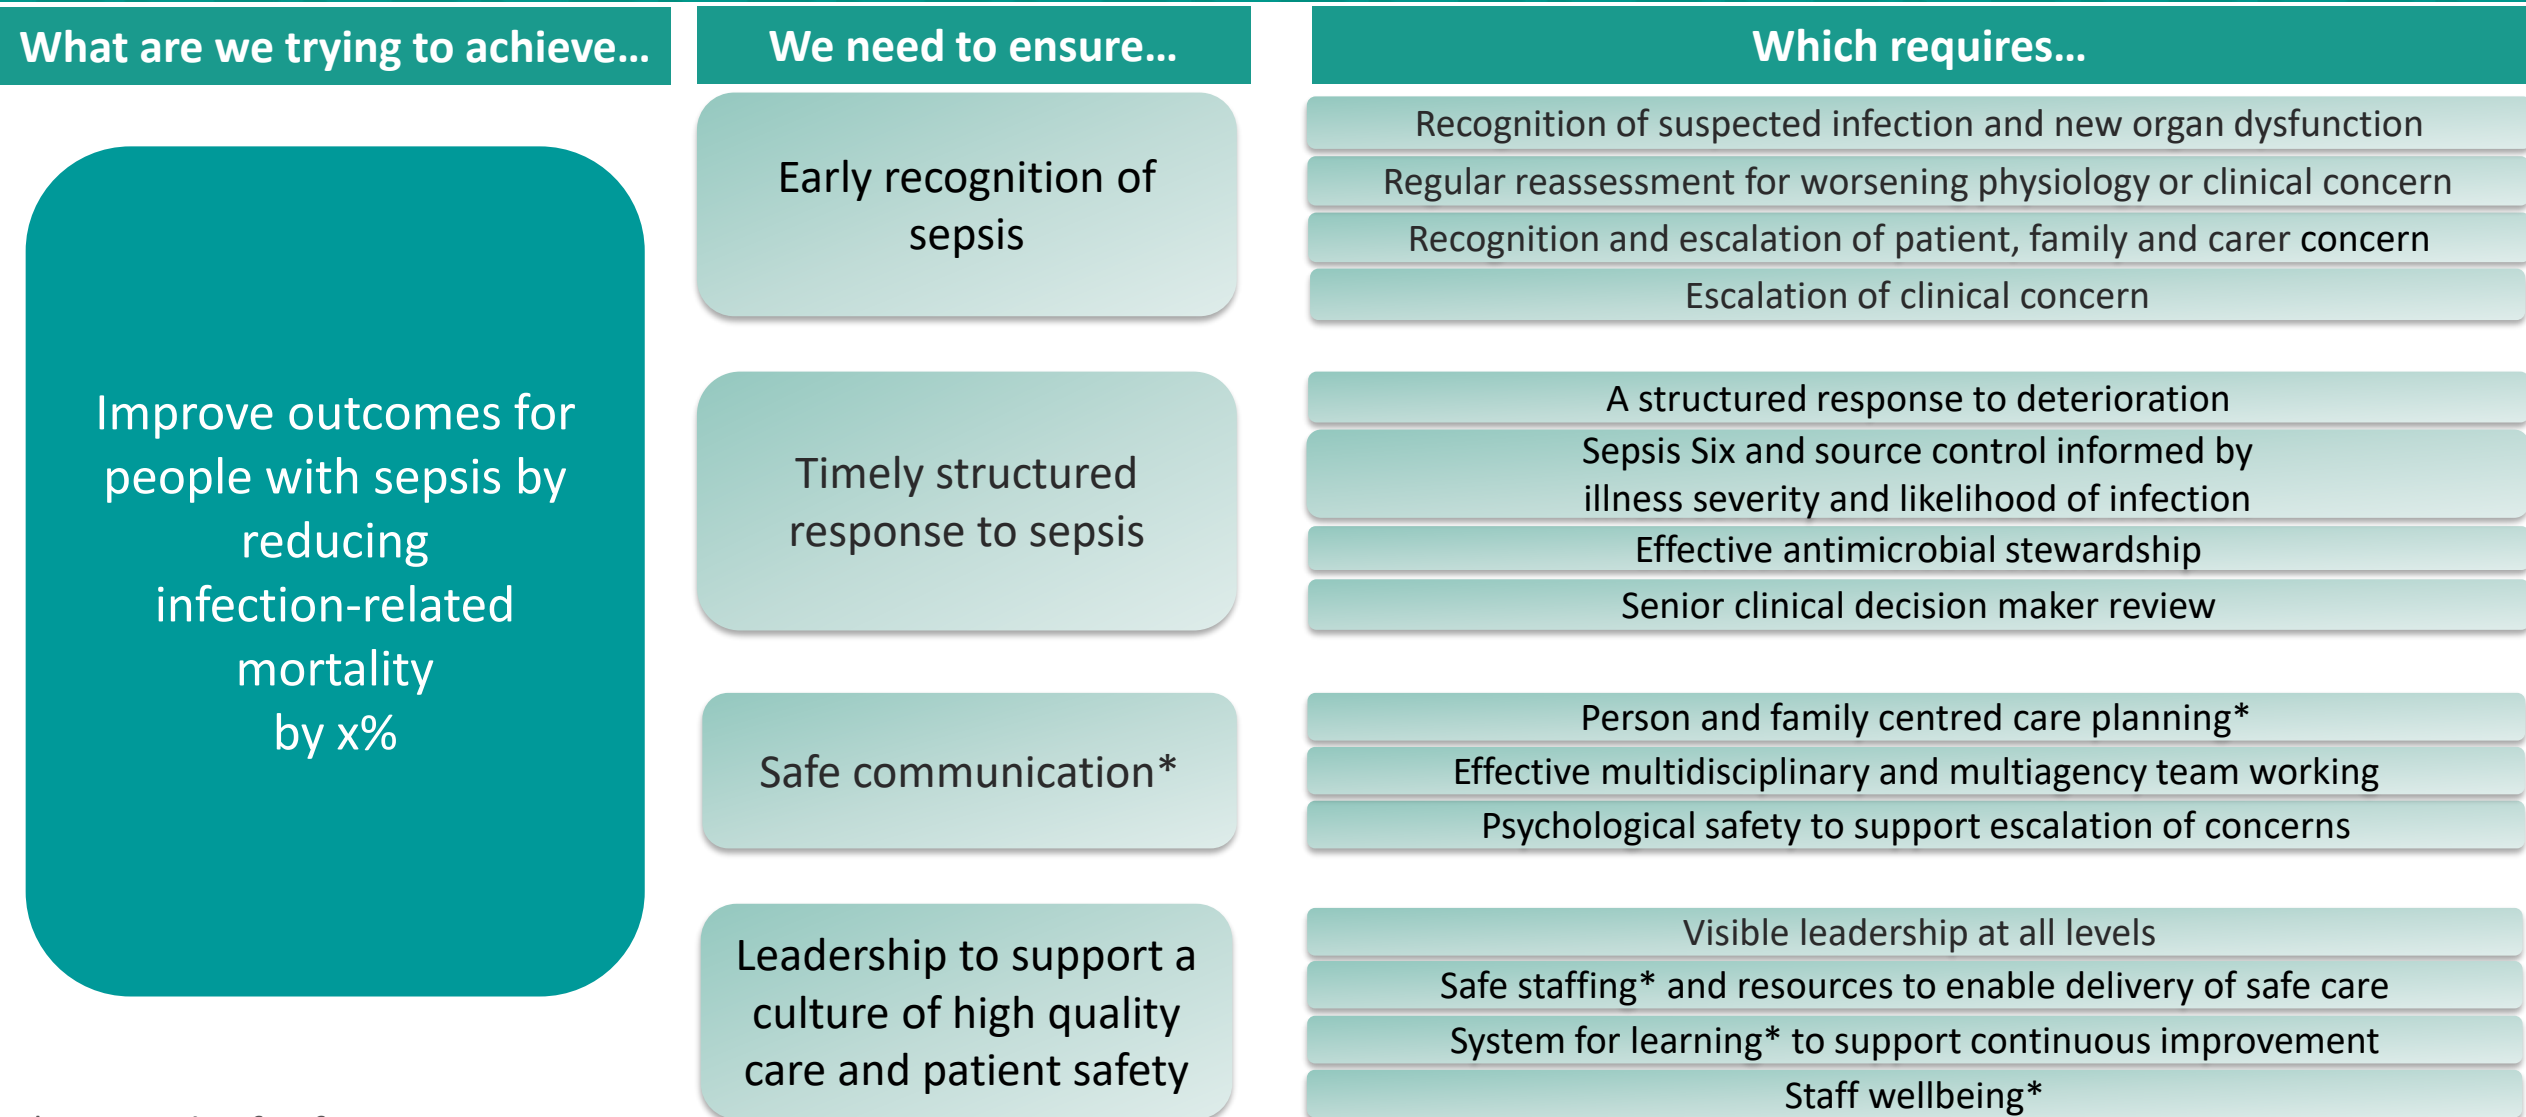 What are we trying to achieve...
We need to ensure...
Which requires...
Improve outcomes for
people with sepsis by
reducing
infection-related
mortality
by x%
Early recognition of
sepsis
Recognition of suspected infection and new organ dysfunction
Regular reassessment for worsening physiology or clinical concern
Recognition and escalation of patient, family and carer concern
Escalation of clinical concern
Timely structured
response to sepsis
A structured response to deterioration
Sepsis Six and source control informed by
illness severity and likelihood of infection
Effective antimicrobial stewardship
Senior clinical decision maker review
Safe communication*
Person and family centred care planning*
Effective multidisciplinary and multiagency team working
Psychological safety to support escalation of concerns
Leadership to support a
culture of high quality
care and patient safety
Visible leadership at all levels
Safe staffing* and resources to enable delivery of safe care
System for learning* to support continuous improvement
Staff wellbeing*